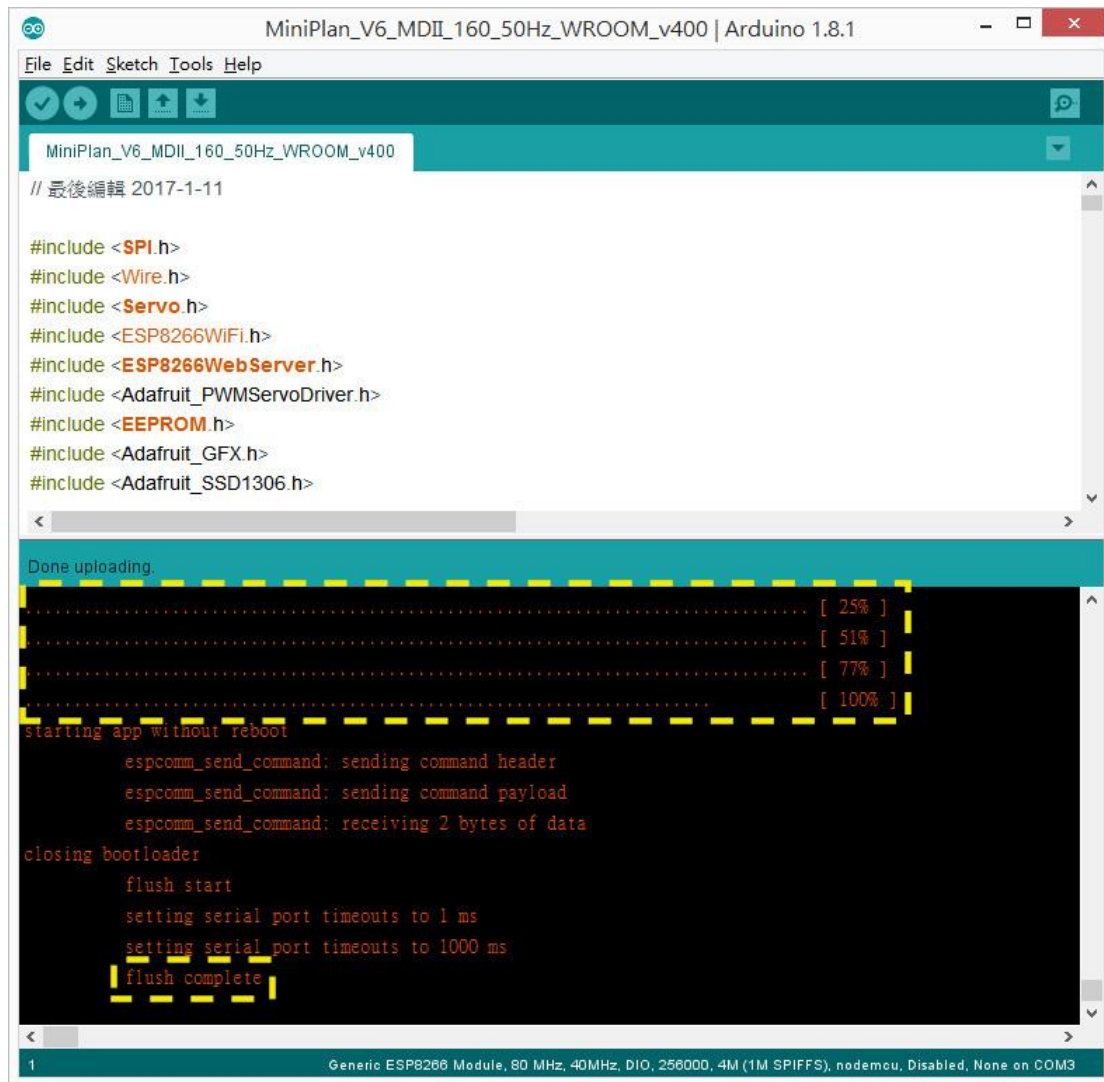 MiniPlan_V6_MDII_160_50Hz_WROOM_v400 | Arduino 1.8.1
File Edit Sketch Tools Help
MiniPlan_V6_MDII_160_50Hz_WROOM_v400
// 最後編輯 2017-1-11
#include <SPI.h>
#include <Wire.h>
#include <Servo.h>
#include <ESP8266WiFi.h>
#include <ESP8266WebServer.h>
#include <Adafruit_PWMServoDriver.h>
#include <EEPROM.h>
#include <Adafruit_GFX.h>
#include <Adafruit_SSD1306.h>
Done uploading.
................................................................................ [ 25% ]
................................................................................ [ 51% ]
................................................................................ [ 77% ]
...................................................................... [ 100% ]
starting app without reboot
espcomm_send_command: sending command header
espcomm_send_command: sending command payload
espcomm_send_command: receiving 2 bytes of data
closing bootloader
flush start
setting serial port timeouts to 1 ms
setting serial port timeouts to 1000 ms
flush complete
1 Generic ESP8266 Module, 80 MHz, 40MHz, DIO, 256000, 4M (1M SPIFFS), nodemcu, Disabled, None on COM3